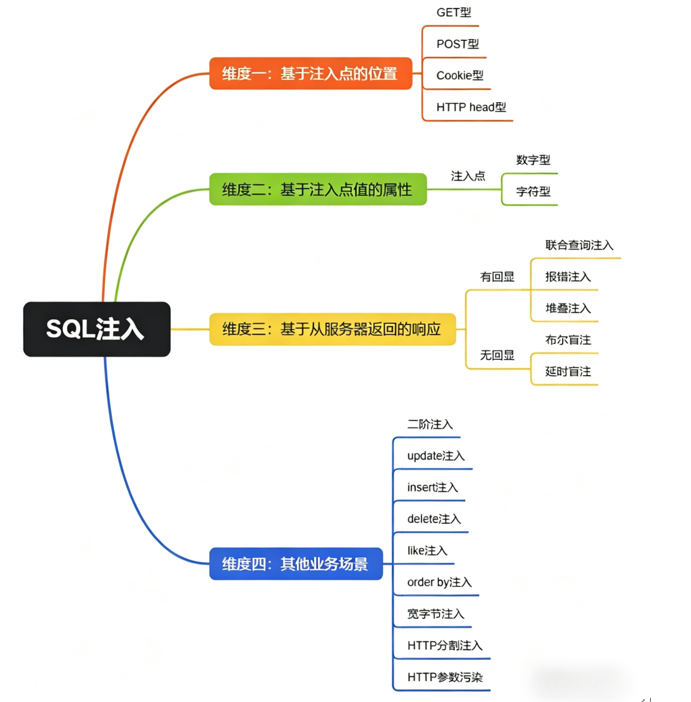 SQL注入
维度一：基于注入点的位置
GET型
POST型
Cookie型
HTTP head型
维度二：基于注入点值的属性
注入点
数字型
字符型
维度三：基于从服务器返回的响应
有回显
联合查询注入
报错注入
堆叠注入
无回显
布尔盲注
延时盲注
维度四：其他业务场景
二阶注入
update注入
insert注入
delete注入
like注入
order by注入
宽字节注入
HTTP分割注入
HTTP参数污染